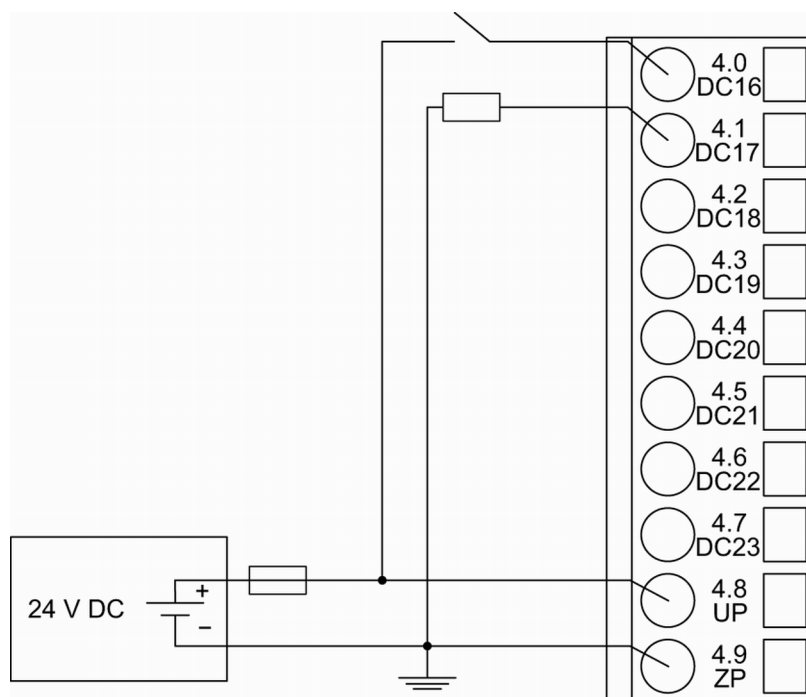 4.0
DC16
4.1
DC17
4.2
DC18
4.3
DC19
4.4
DC20
4.5
DC21
4.6
DC22
4.7
DC23
+
24 V DC
−
4.8
UP
4.9
ZP